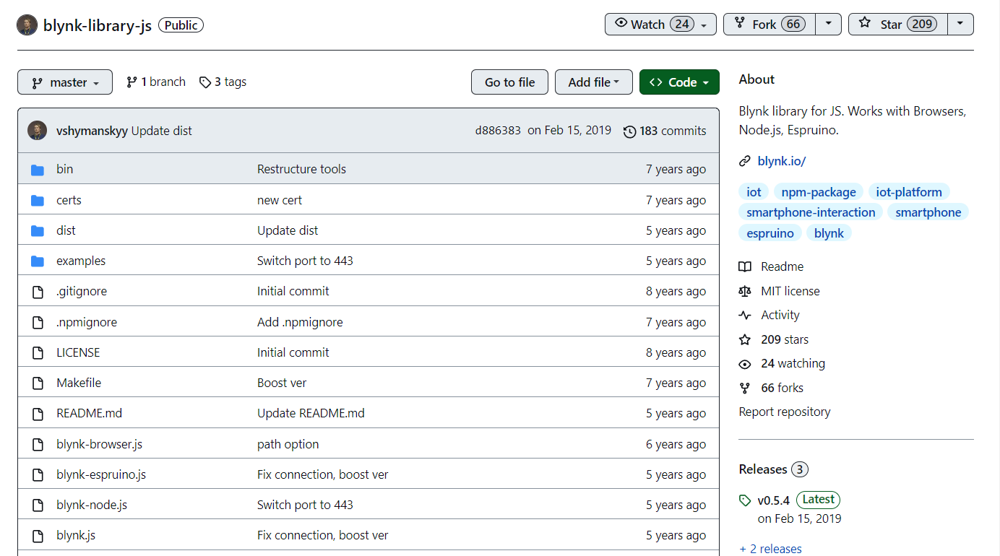 blynk-library-js Public Watch 24 Fork 66 Star 209
master 1 branch 3 tags Go to file Add file <> Code
vshymanskyy Update dist d886383 on Feb 15, 2019 183 commits
bin Restructure tools 7 years ago
certs new cert 7 years ago
dist Update dist 5 years ago
examples Switch port to 443 5 years ago
.gitignore Initial commit 8 years ago
.npmignore Add .npmignore 7 years ago
LICENSE Initial commit 8 years ago
Makefile Boost ver 7 years ago
README.md Update README.md 5 years ago
blynk-browser.js path option 6 years ago
blynk-espruino.js Fix connection, boost ver 5 years ago
blynk-node.js Switch port to 443 5 years ago
blynk.js Fix connection, boost ver 5 years ago
About
Blynk library for JS. Works with Browsers,
Node.js, Espruino.
blynk.io/
iot npm-package iot-platform
smartphone-interaction smartphone
espruino blynk
Readme
MIT license
Activity
209 stars
24 watching
66 forks
Report repository
Releases 3
v0.5.4 Latest
on Feb 15, 2019
+ 2 releases